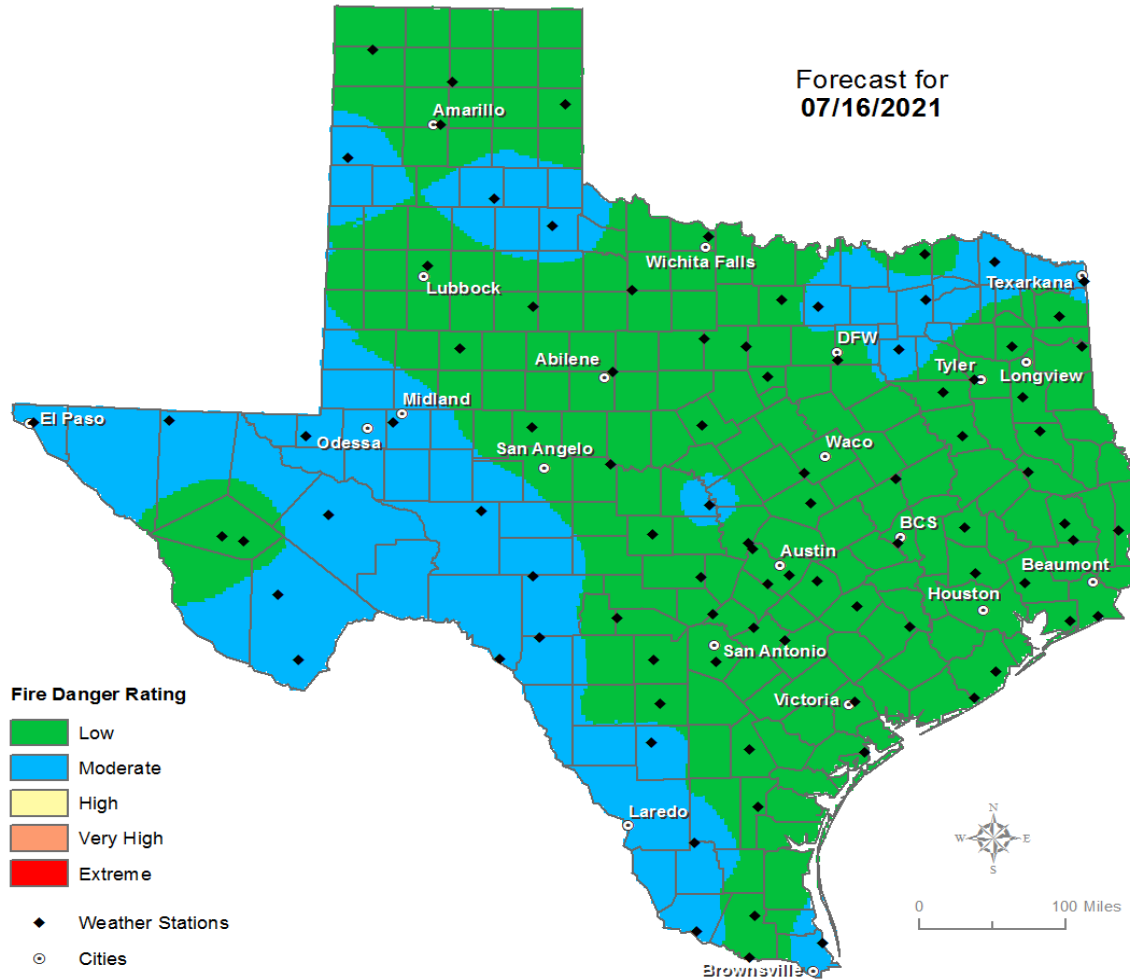 Forecast for
07/16/2021
Amarillo
Wichita Falls
Lubbock
Texarkana
DFW
Abilene
Tyler
Longview
Midland
El Paso
Odessa
San Angelo
Waco
BCS
Austin
Beaumont
Houston
San Antonio
Victoria
Laredo
Brownsville
Fire Danger Rating
Low
Moderate
High
Very High
Extreme
Weather Stations
Cities
N
W
E
S
0
100 Miles